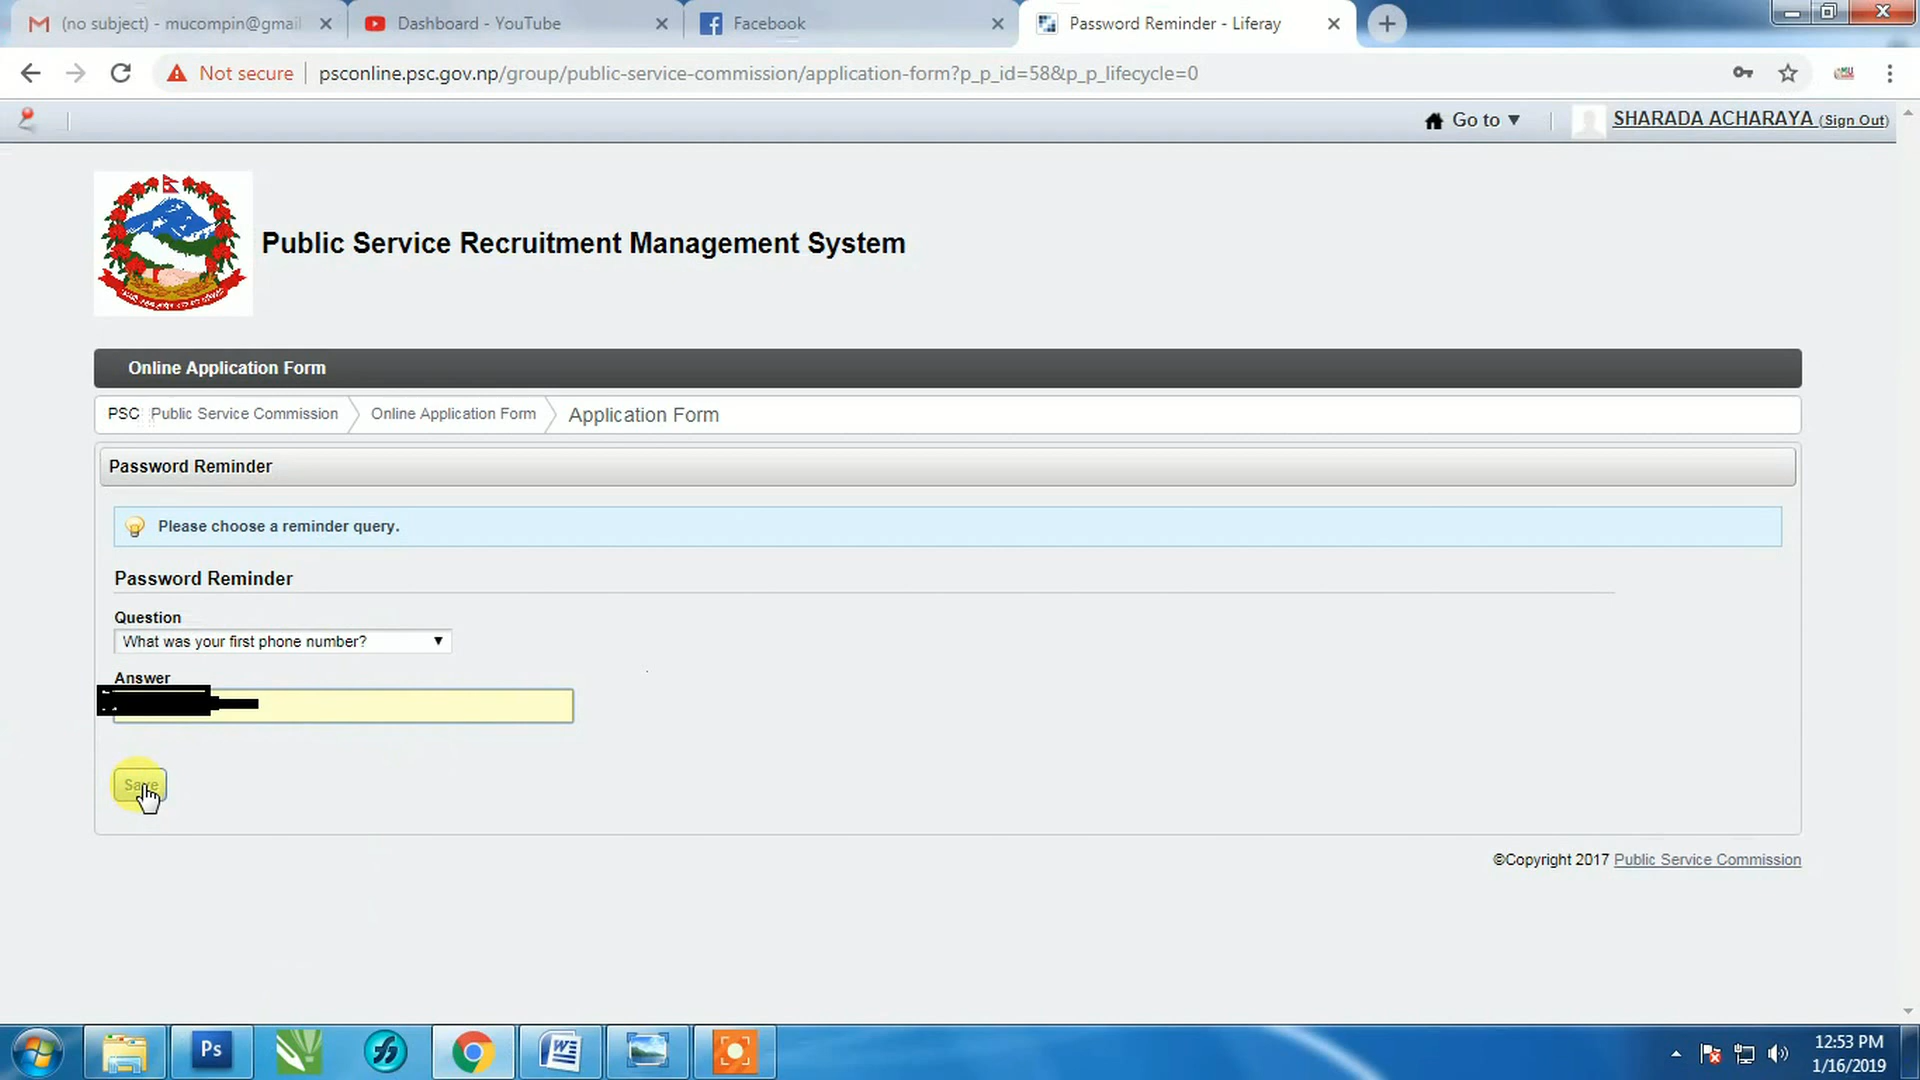 (no subject) - mucompin@gmail
Dashboard - YouTube
Facebook
Password Reminder - Liferay
Not secure
psconline.psc.gov.np/group/public-service-commission/application-form?p_p_id=58&p_p_lifecycle=0
Go to ▼
SHARADA ACHARAYA (Sign Out)
Public Service Recruitment Management System
Online Application Form
PSC Public Service Commission
Online Application Form
Application Form
Password Reminder
Please choose a reminder query.
Password Reminder
Question
What was your first phone number?
Answer
Save
©Copyright 2017 Public Service Commission
Ps
12:53 PM
1/16/2019